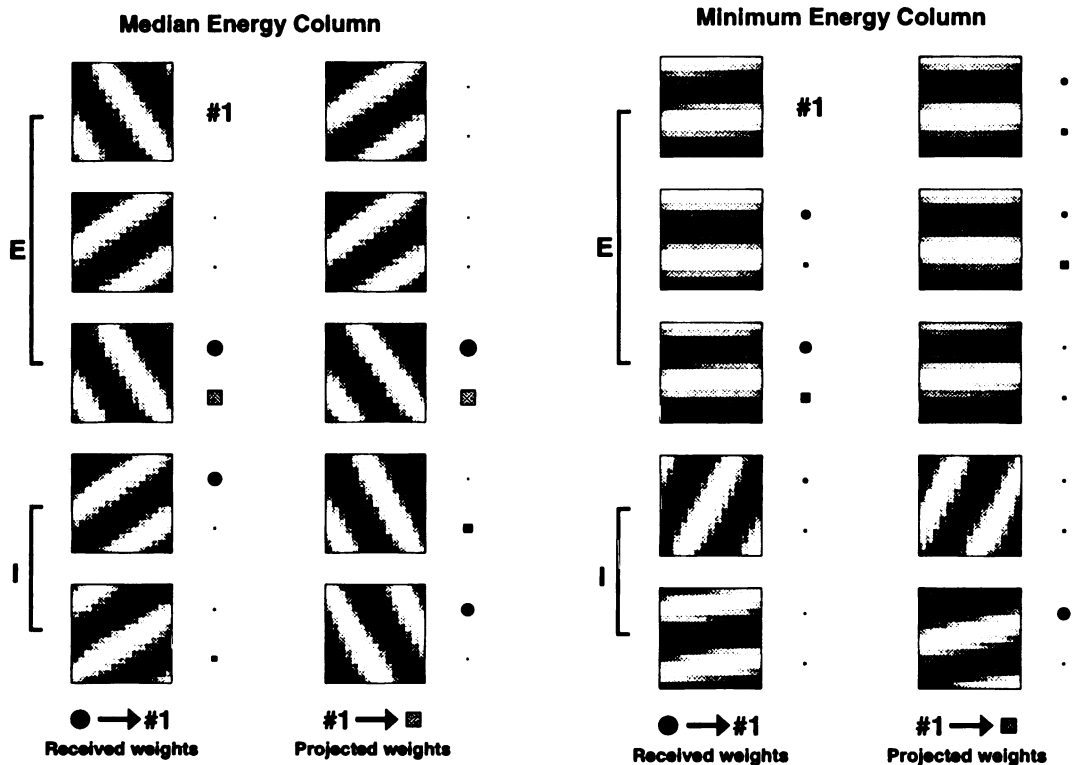 Median Energy Column
Minimum Energy Column
#1
#1
E
E
I
I
→ #1
#1 →
→ #1
#1 →
Received weights
Projected weights
Received weights
Projected weights